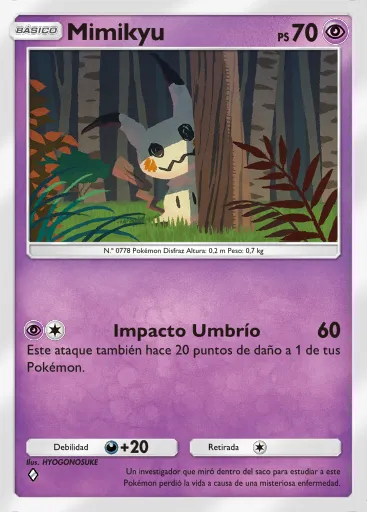 BÁSICO Mimikyu PS 70
N.º 0778 Pokémon Disfraz Altura: 0,2 m Peso: 0,7 kg
Impacto Umbrío 60
Este ataque también hace 20 puntos de daño a 1 de tus
Pokémon.
Debilidad +20 Retirada
Ilus. HYOGONOSUKE
Un investigador que miró dentro del saco para estudiar a este
Pokémon perdió la vida a causa de una misteriosa enfermedad.